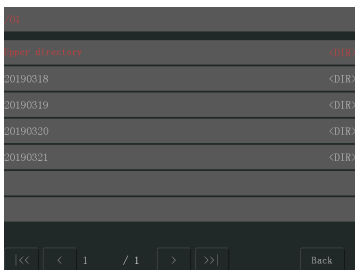 Upper directory <DIR>
20190318 <DIR>
20190319 <DIR>
20190320 <DIR>
20190321 <DIR>
|<< < 1 / 1 > >>| Back